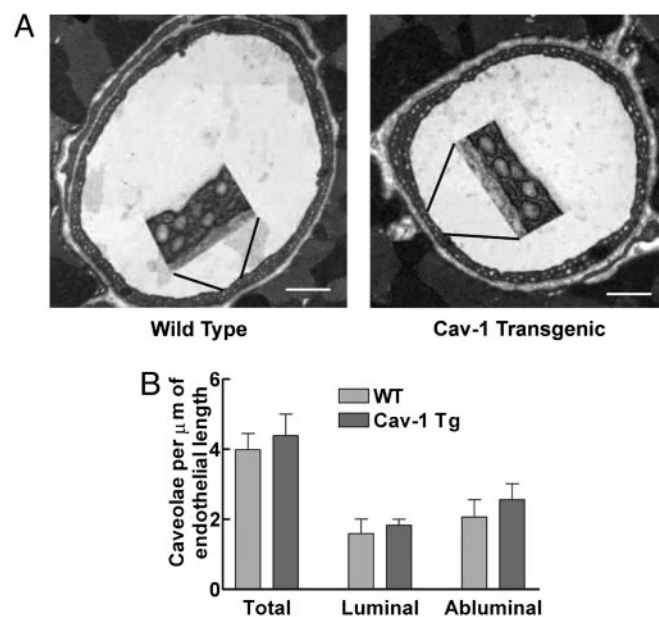 A
Wild Type
Cav-1 Transgenic
B
Caveolae per μm of
endothelial length
6
4
2
0
WT
Cav-1 Tg
Total
Luminal
Abluminal